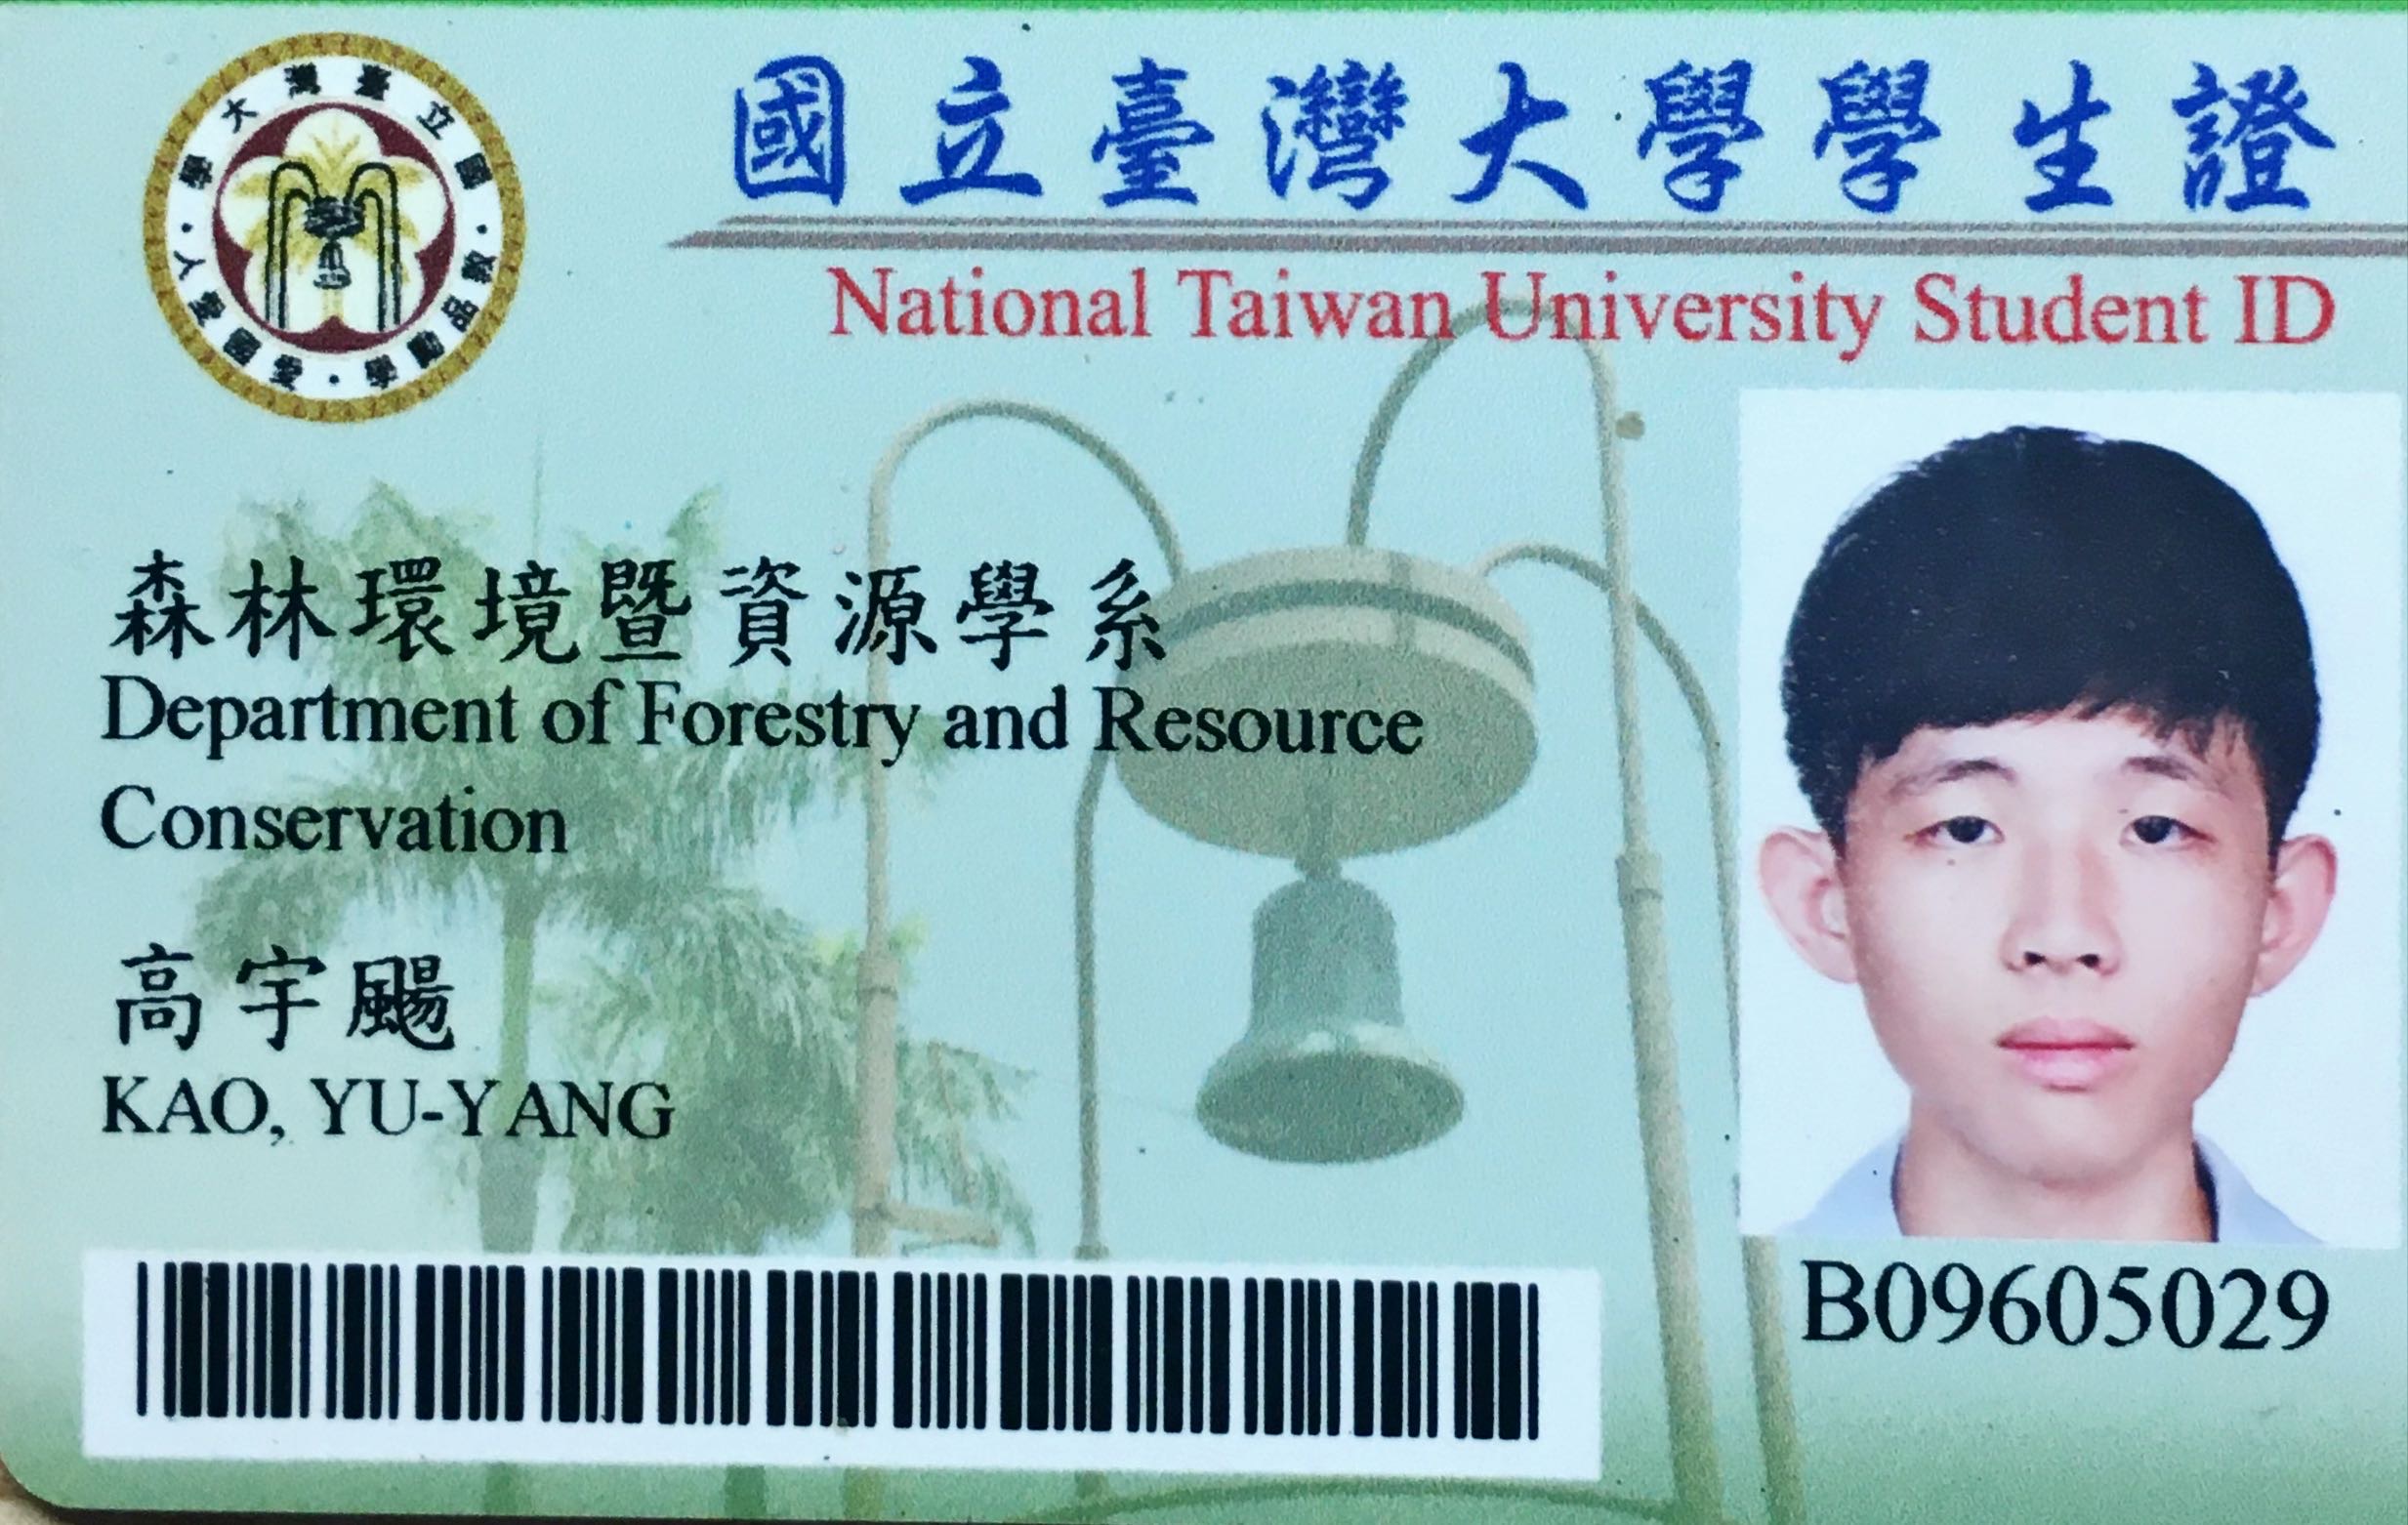 國立臺灣大學學生證
National Taiwan University Student ID
國立臺灣大學
敦品勵學・愛國愛人
森林環境暨資源學系
Department of Forestry and Resource
Conservation
高宇颺
KAO, YU-YANG
B09605029